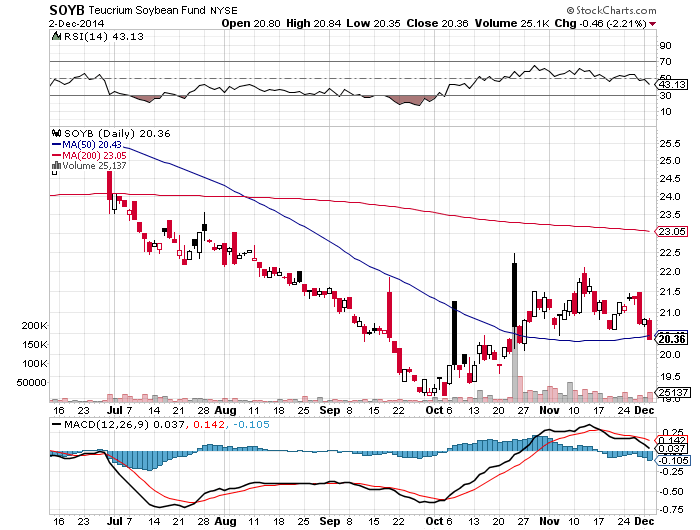 SOYB Teucrium Soybean Fund NYSE © StockCharts.com
2-Dec-2014 Open 20.80 High 20.84 Low 20.35 Close 20.36 Volume 25.1K Chg -0.46 (-2.21%)
RSI(14) 43.13
90
70
50
43.13
30
10
SOYB (Daily) 20.36
MA(50) 20.43
MA(200) 23.05
Volume 25,137
25.5
25.0
24.5
24.0
23.5
23.05
22.5
22.0
21.5
21.0
20.36
20.0
19.5
19.0
200K
150K
100K
50000
25137
16 23 Jul 7 14 21 28 Aug 11 18 25 Sep 8 15 22 Oct 6 13 20 27 Nov 10 17 24 Dec
MACD(12,26,9) 0.037, 0.142, -0.105
0.25
0.142
0.037
-0.105
-0.25
-0.50
-0.75
16 23 Jul 7 14 21 28 Aug 11 18 25 Sep 8 15 22 Oct 6 13 20 27 Nov 10 17 24 Dec